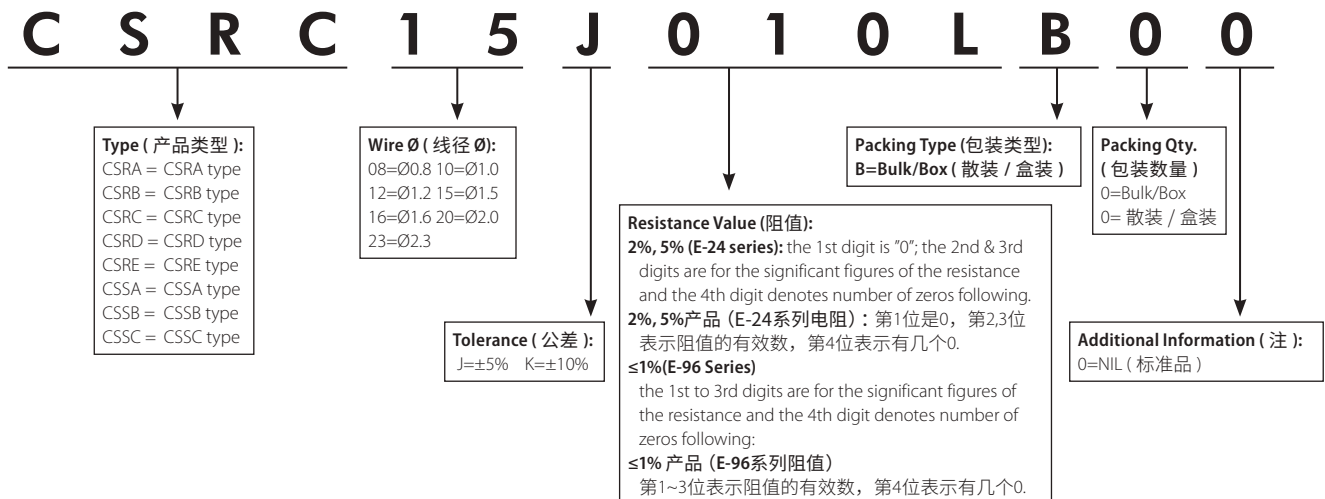 C S R C 1 5 J 0 1 0 L B 0 0
Type ( 产品类型 ):
CSRA = CSRA type
CSRB = CSRB type
CSRC = CSRC type
CSRD = CSRD type
CSRE = CSRE type
CSSA = CSSA type
CSSB = CSSB type
CSSC = CSSC type
Wire Ø ( 线径 Ø):
08=Ø0.8 10=Ø1.0
12=Ø1.2 15=Ø1.5
16=Ø1.6 20=Ø2.0
23=Ø2.3
Tolerance ( 公差 ):
J=±5% K=±10%
Resistance Value (阻值):
2%, 5% (E-24 series): the 1st digit is "0"; the 2nd & 3rd
digits are for the significant figures of the resistance
and the 4th digit denotes number of zeros following.
2%, 5%产品（E-24系列电阻）：第1位是0，第2,3位
表示阻值的有效数，第4位表示有几个0.
≤1%(E-96 Series)
the 1st to 3rd digits are for the significant figures of
the resistance and the 4th digit denotes number of
zeros following:
≤1% 产品（E-96系列阻值）
第1~3位表示阻值的有效数，第4位表示有几个0.
Packing Type (包装类型):
B=Bulk/Box ( 散装 / 盒装 )
Packing Qty.
( 包装数量 )
0=Bulk/Box
0= 散装 / 盒装
Additional Information ( 注 ):
0=NIL ( 标准品 )